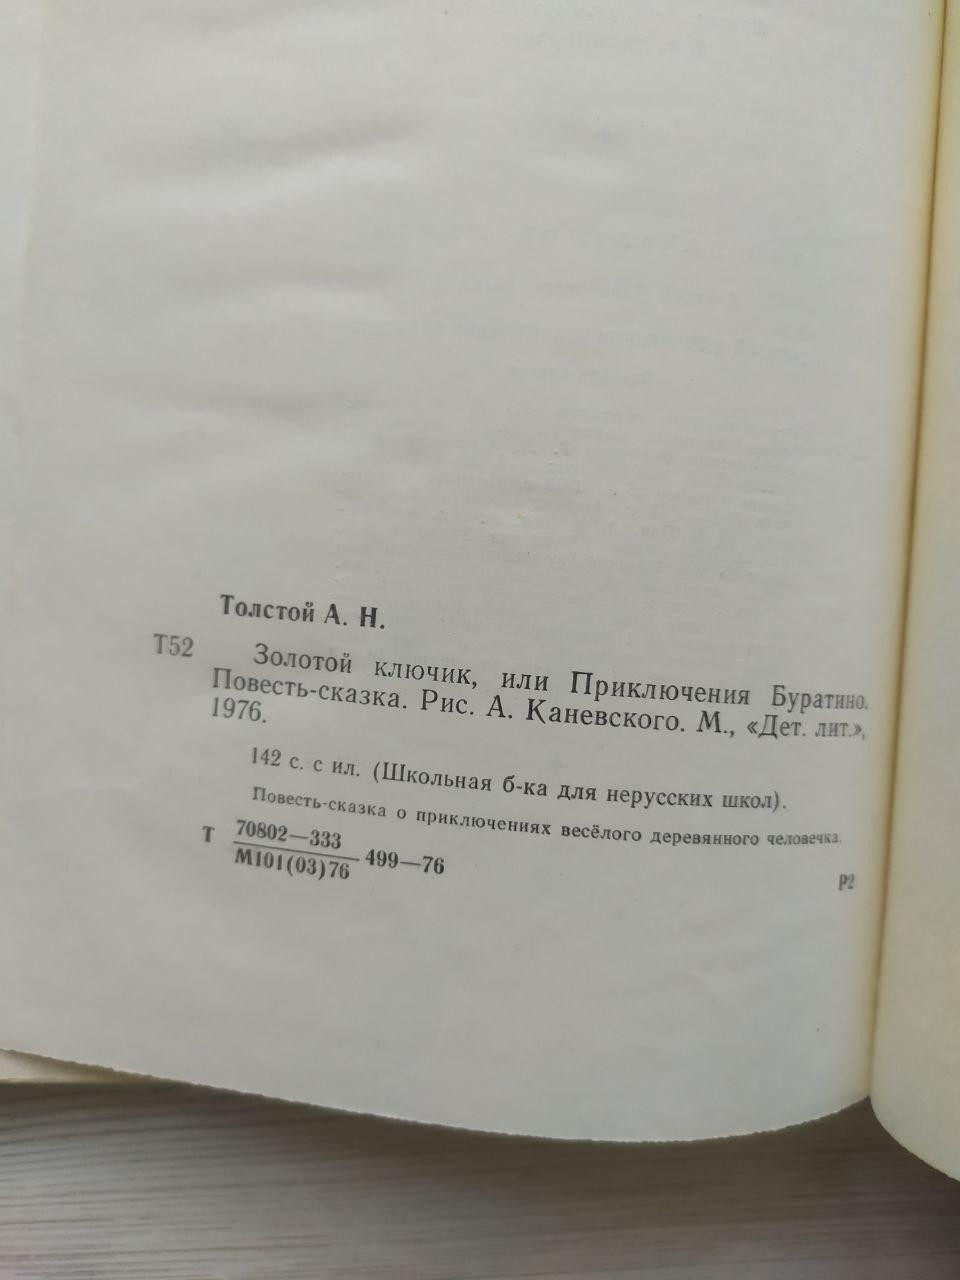 Толстой А. Н.
Т52 Золотой ключик, или Приключения Буратино.
Повесть-сказка. Рис. А. Каневского. М., «Дет. лит.»,
1976.
142 с. с ил. (Школьная б-ка для нерусских школ).
Повесть-сказка о приключениях весёлого деревянного человечка.
Т 70802—333
М101(03)76 499—76
Р2